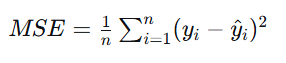 MSE = \frac{1}{n} \sum_{i=1}^{n} (y_i - \hat{y}_i)^2